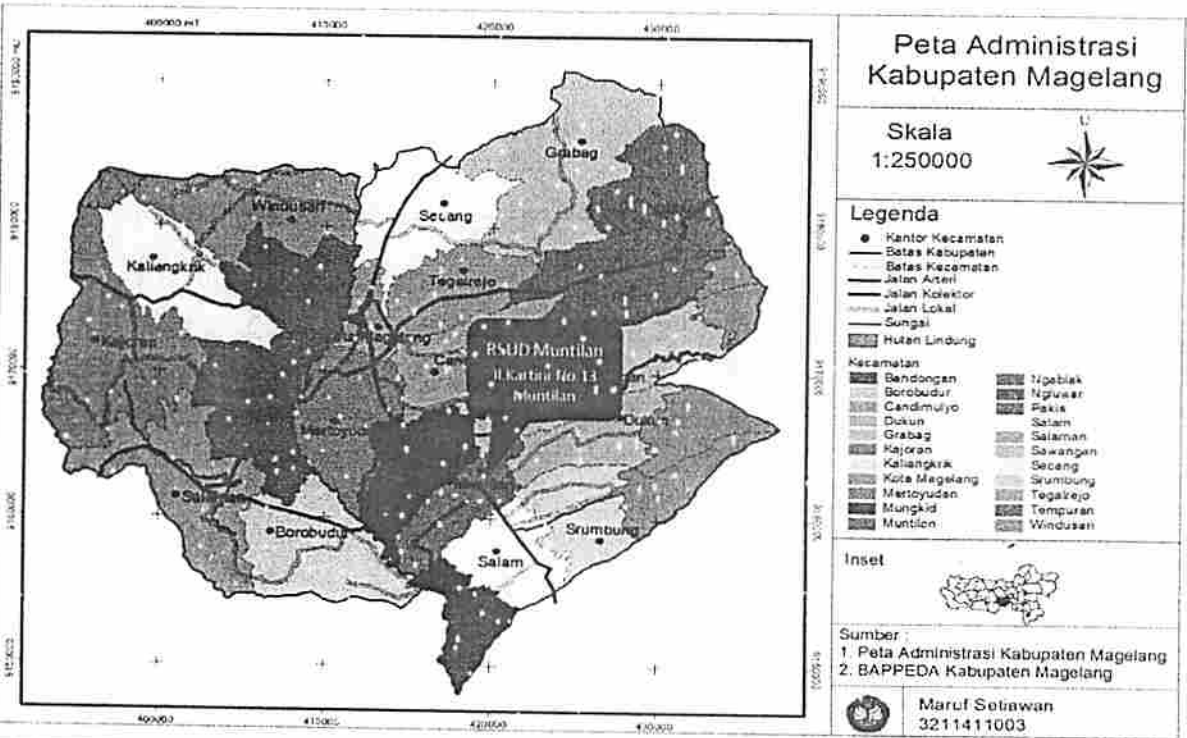 Peta Administrasi
Kabupaten Magelang
Skala
1:250000
U
Legenda
Kantor Kecamatan
Batas Kabupaten
Batas Kecamatan
Jalan Arteri
Jalan Kolektor
Jalan Lokal
Sungai
Hutan Lindung
Kecamatan
Bandongan
Borobudur
Candimulyo
Dukun
Grabag
Kajoran
Kaliangkrik
Kota Magelang
Mertoyudan
Mungkid
Muntilan
Ngablak
Ngluwar
Pakis
Salam
Salaman
Sawangan
Secang
Srumbung
Tegalrejo
Tempuran
Windusari
Inset
Sumber :
1. Peta Administrasi Kabupaten Magelang
2. BAPPEDA Kabupaten Magelang
Maruf Setiawan
3211411003
420000
Grabag
Windusari
Secang
Kaliangkrik
Tegalrejo
Kajoran
RSUD Muntilan
Jl.Kartini No 13
Muntilan
Mertoyud
Dukun
Salaman
Borobudur
Srumbung
Salam
420000